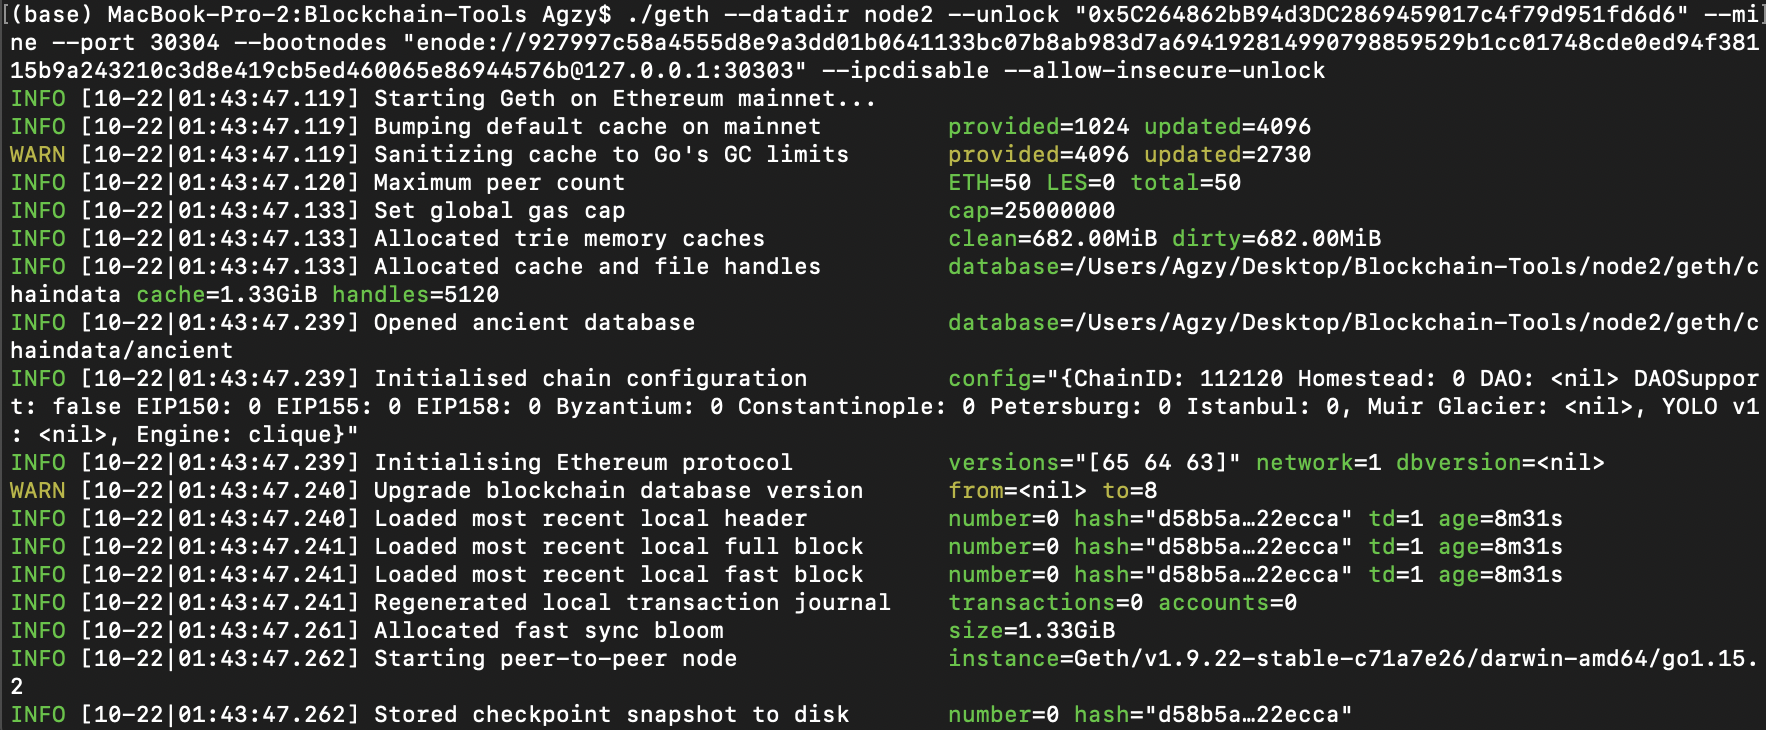 [(base) MacBook-Pro-2:Blockchain-Tools Agzy$ ./geth --datadir node2 --unlock "0x5C264862bB94d3DC2869459017c4f79d951fd6d6" --mi]
ne --port 30304 --bootnodes "enode://927997c58a4555d8e9a3dd01b0641133bc07b8ab983d7a694192814990798859529b1cc01748cde0ed94f381
15b9a243210c3d8e419cb5ed460065e86944576b@127.0.0.1:30303" --ipcdisable --allow-insecure-unlock
INFO [10-22|01:43:47.119] Starting Geth on Ethereum mainnet...
INFO [10-22|01:43:47.119] Bumping default cache on mainnet         provided=1024 updated=4096
WARN [10-22|01:43:47.119] Sanitizing cache to Go's GC limits       provided=4096 updated=2730
INFO [10-22|01:43:47.120] Maximum peer count                       ETH=50 LES=0 total=50
INFO [10-22|01:43:47.133] Set global gas cap                       cap=25000000
INFO [10-22|01:43:47.133] Allocated trie memory caches             clean=682.00MiB dirty=682.00MiB
INFO [10-22|01:43:47.133] Allocated cache and file handles         database=/Users/Agzy/Desktop/Blockchain-Tools/node2/geth/c
haindata cache=1.33GiB handles=5120
INFO [10-22|01:43:47.239] Opened ancient database                  database=/Users/Agzy/Desktop/Blockchain-Tools/node2/geth/c
haindata/ancient
INFO [10-22|01:43:47.239] Initialised chain configuration          config="{ChainID: 112120 Homestead: 0 DAO: <nil> DAOSuppor
t: false EIP150: 0 EIP155: 0 EIP158: 0 Byzantium: 0 Constantinople: 0 Petersburg: 0 Istanbul: 0, Muir Glacier: <nil>, YOLO v1
: <nil>, Engine: clique}"
INFO [10-22|01:43:47.239] Initialising Ethereum protocol           versions="[65 64 63]" network=1 dbversion=<nil>
WARN [10-22|01:43:47.240] Upgrade blockchain database version      from=<nil> to=8
INFO [10-22|01:43:47.240] Loaded most recent local header          number=0 hash="d58b5a…22ecca" td=1 age=8m31s
INFO [10-22|01:43:47.241] Loaded most recent local full block      number=0 hash="d58b5a…22ecca" td=1 age=8m31s
INFO [10-22|01:43:47.241] Loaded most recent local fast block      number=0 hash="d58b5a…22ecca" td=1 age=8m31s
INFO [10-22|01:43:47.241] Regenerated local transaction journal    transactions=0 accounts=0
INFO [10-22|01:43:47.261] Allocated fast sync bloom                size=1.33GiB
INFO [10-22|01:43:47.262] Starting peer-to-peer node               instance=Geth/v1.9.22-stable-c71a7e26/darwin-amd64/go1.15.
2
INFO [10-22|01:43:47.262] Stored checkpoint snapshot to disk       number=0 hash="d58b5a…22ecca"